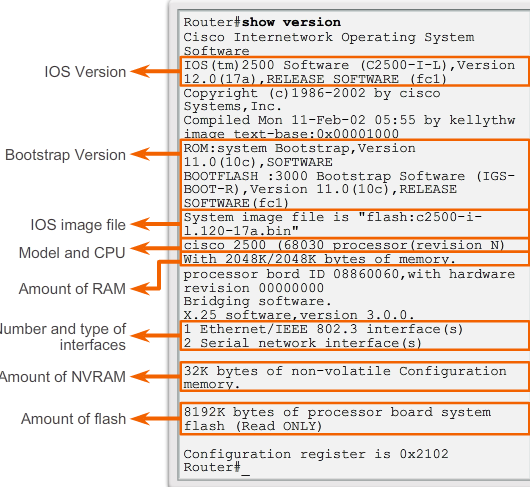 Router#show version
Cisco Internetwork Operating System
Software
IOS Version
IOS(tm)2500 Software (C2500-I-L),Version
12.0(17a),RELEASE SOFTWARE (fc1)
Copyright (c)1986-2002 by cisco
Systems,Inc.
Compiled Mon 11-Feb-02 05:55 by kellythw
image text-base:0x00001000
Bootstrap Version
ROM:system Bootstrap,Version
11.0(10c),SOFTWARE
BOOTFLASH :3000 Bootstrap Software (IGS-
BOOT-R),Version 11.0(10c),RELEASE
SOFTWARE(fc1)
IOS image file
System image file is "flash:c2500-i-
l.120-17a.bin"
Model and CPU
cisco 2500 (68030 processor(revision N)
Amount of RAM
With 2048K/2048K bytes of memory.
processor bord ID 08860060,with hardware
revision 00000000
Bridging software.
X.25 software,version 3.0.0.
Number and type of
interfaces
1 Ethernet/IEEE 802.3 interface(s)
2 Serial network interface(s)
Amount of NVRAM
32K bytes of non-volatile Configuration
memory.
Amount of flash
8192K bytes of processor board system
flash (Read ONLY)
Configuration register is 0x2102
Router#_